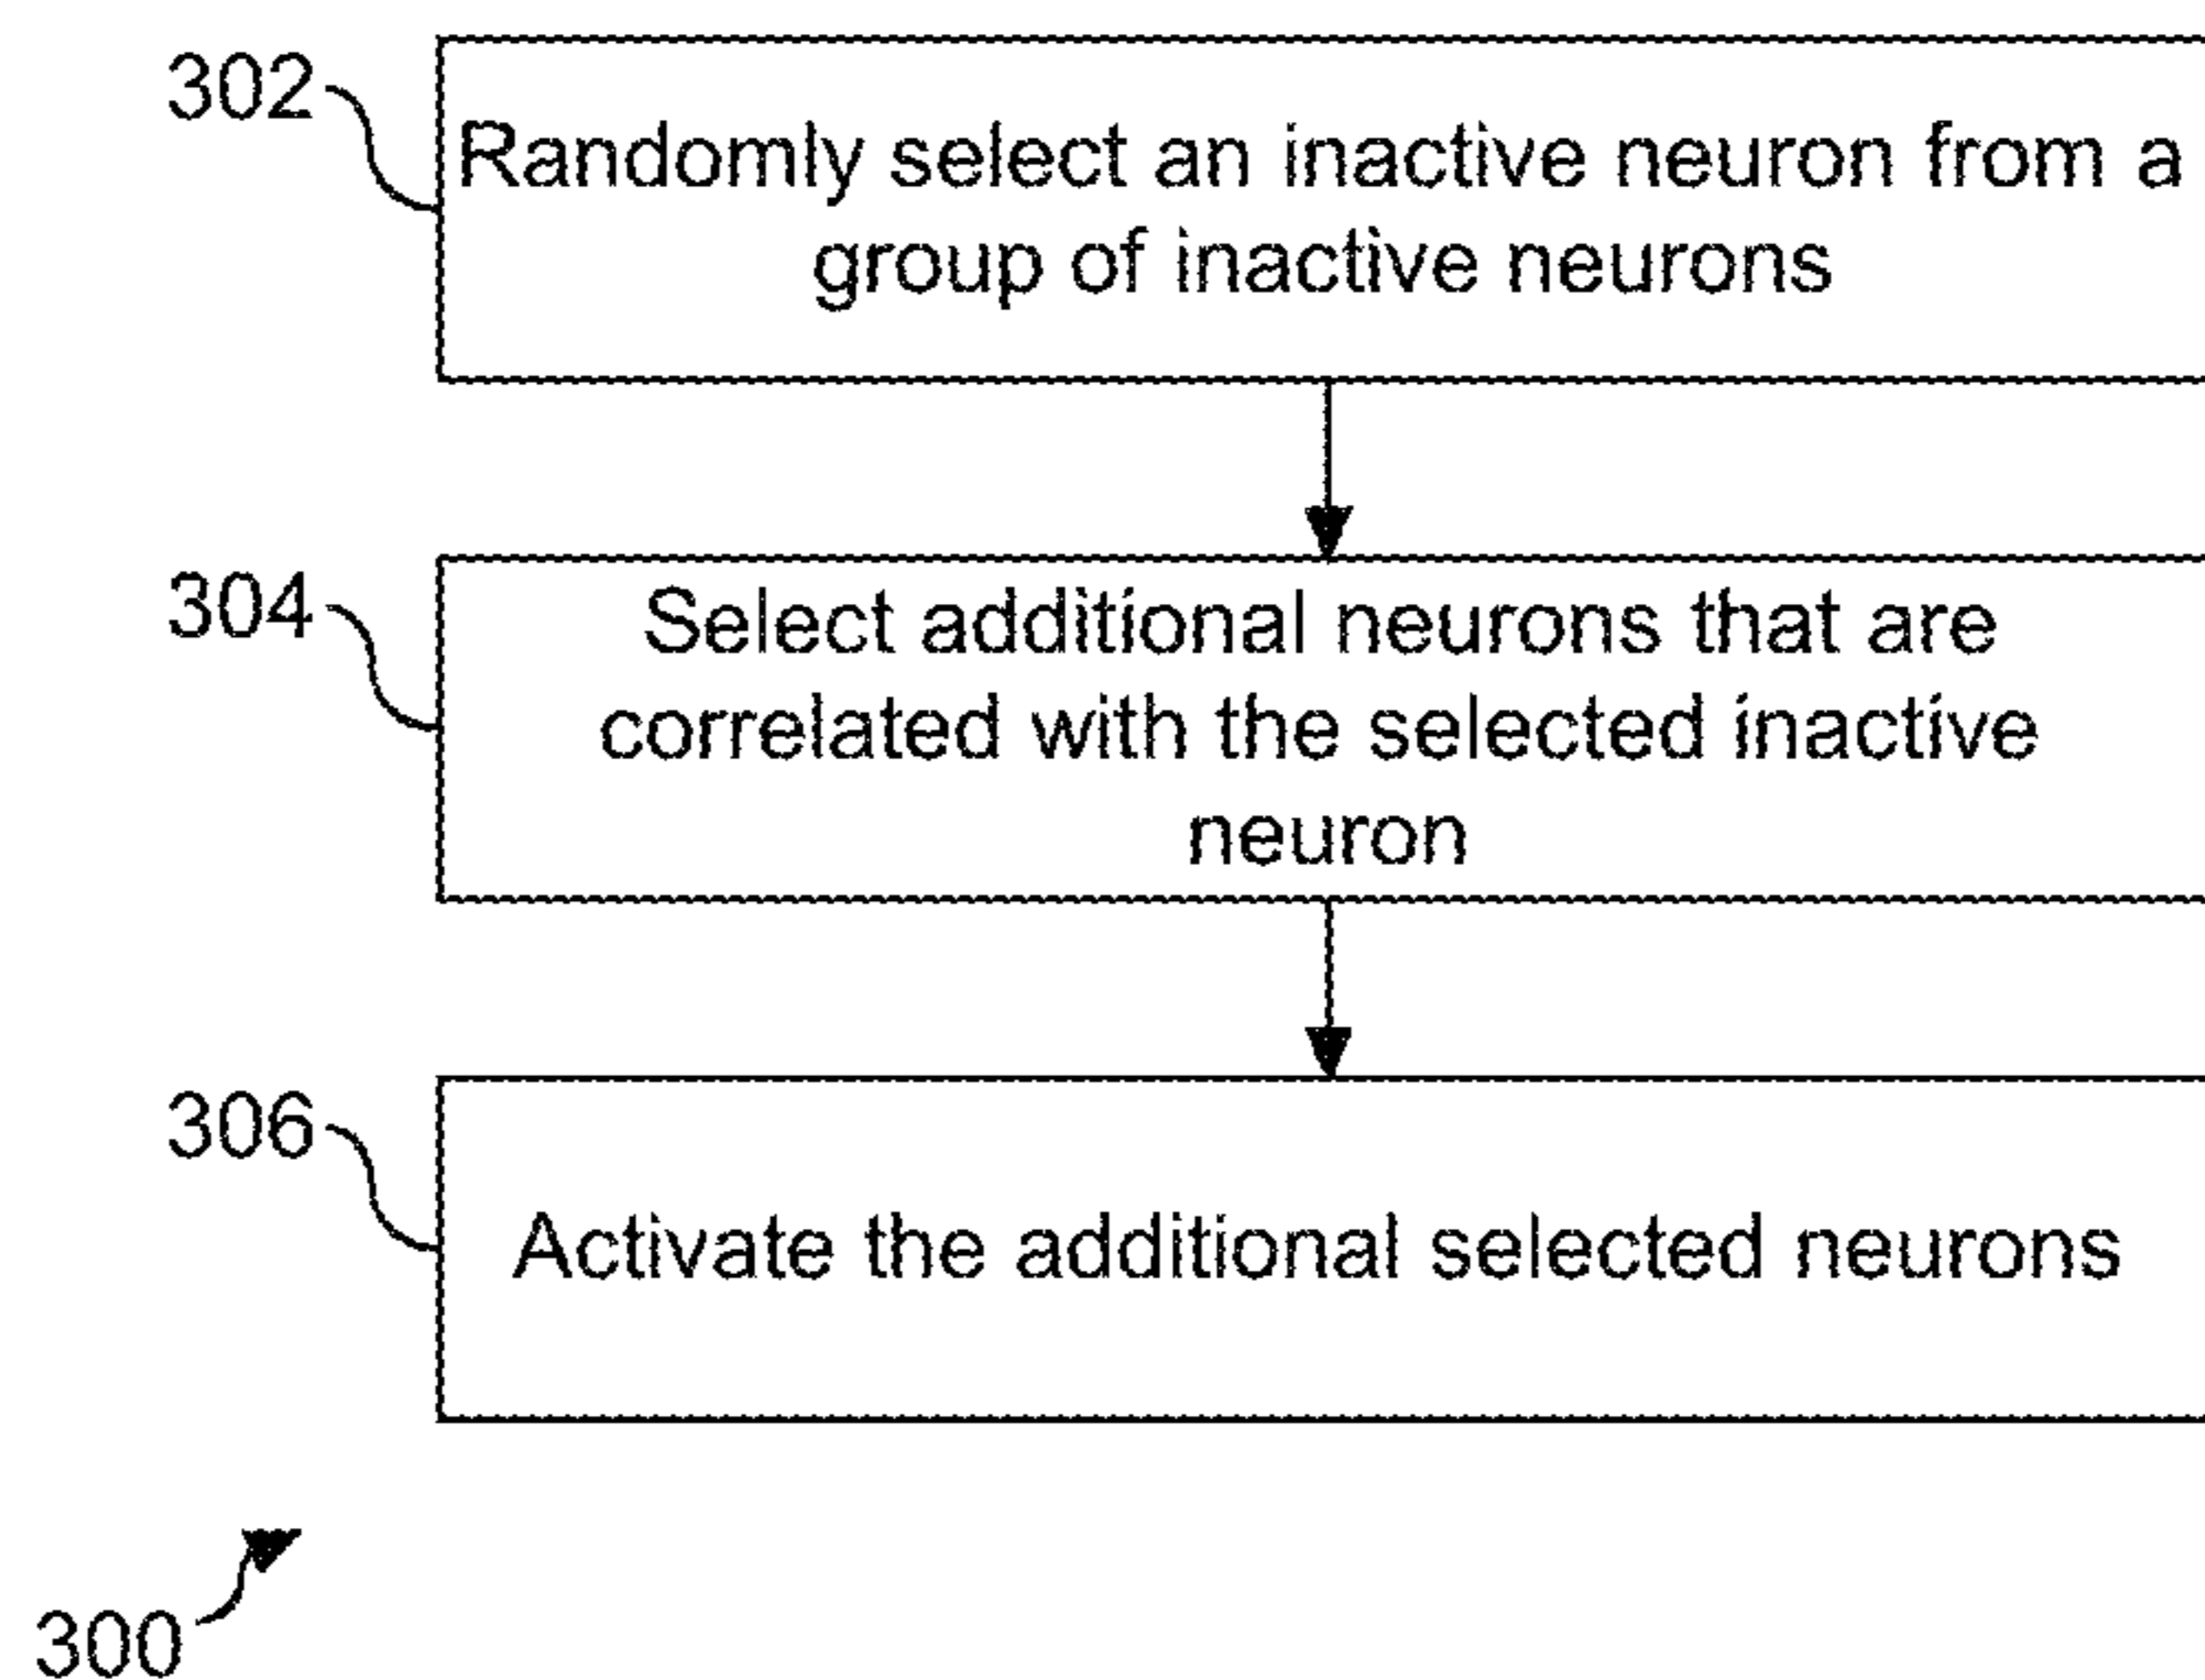 302
Randomly select an inactive neuron from a
group of inactive neurons
304
Select additional neurons that are
correlated with the selected inactive
neuron
306
Activate the additional selected neurons
300